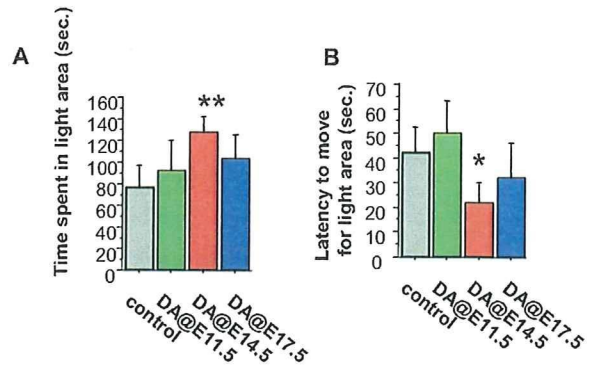 A
Time spent in light area (sec.)
160
140
120
100
80
60
40
20
0
**
control
DA@E11.5
DA@E14.5
DA@E17.5
B
Latency to move
for light area (sec.)
70
60
50
40
30
20
10
0
*
control
DA@E11.5
DA@E14.5
DA@E17.5